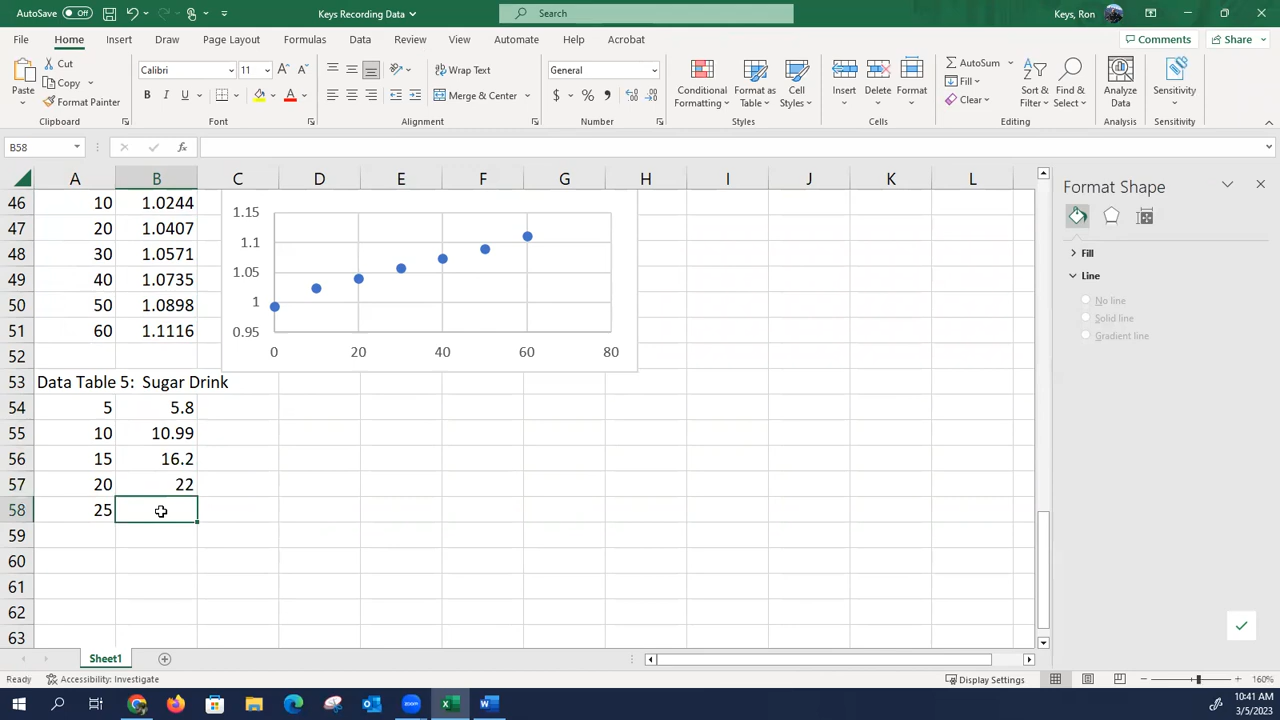 AutoSave Off Keys Recording Data Search Keys, Ron
File Home Insert Draw Page Layout Formulas Data Review View Automate Help Acrobat Comments Share
Paste Cut Copy Format Painter Clipboard
Calibri 11 B I U A Font
Wrap Text Merge & Center Alignment
General $ % Number
Conditional Formatting Format as Table Cell Styles Styles
Insert Delete Format Cells
AutoSum Fill Clear Sort & Filter Find & Select Editing
Analyze Data Analysis
Sensitivity Sensitivity
B58 fx
A B C D E F G H I J K L
46 10 1.0244
47 20 1.0407
48 30 1.0571
49 40 1.0735
50 50 1.0898
51 60 1.1116
52
53 Data Table 5: Sugar Drink
54 5 5.8
55 10 10.99
56 15 16.2
57 20 22
58 25
59
60
61
62
63
1.15
1.1
1.05
1
0.95
0 20 40 60 80
Format Shape
Fill
Line
No line
Solid line
Gradient line
Sheet1
Ready Accessibility: Investigate Display Settings 160%
10:41 AM
3/5/2023